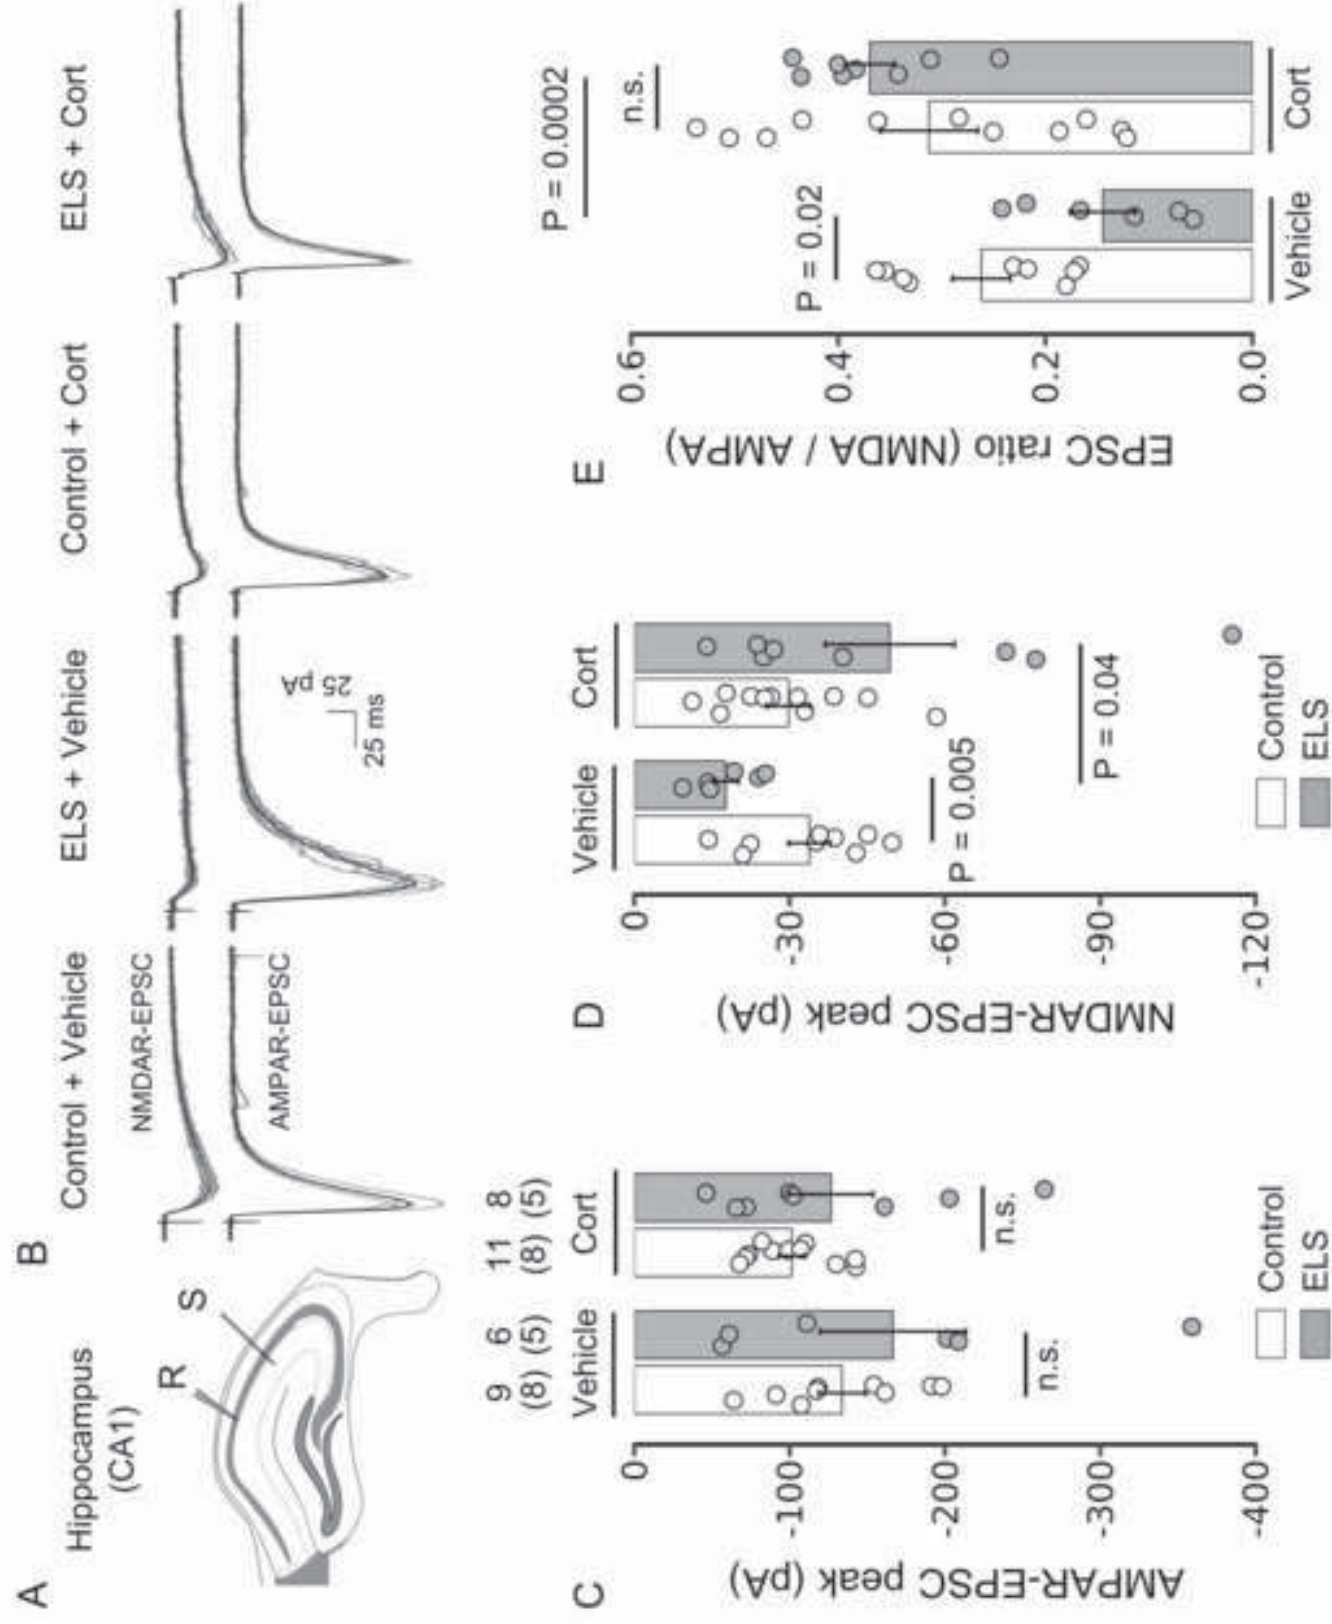 A
Hippocampus
(CA1)
R
S
B
Control + Vehicle
ELS + Vehicle
Control + Cort
ELS + Cort
NMDAR-EPSC
AMPAR-EPSC
25 pA
25 ms
C
9 6 11 8
(8) (5) (8) (5)
Vehicle Cort
AMPAR-EPSC peak (pA)
0
-100
-200
-300
-400
n.s.
n.s.
Control
ELS
D
Vehicle Cort
NMDAR-EPSC peak (pA)
0
-30
-60
-90
-120
P = 0.005
P = 0.04
Control
ELS
E
P = 0.0002
n.s.
P = 0.02
EPSC ratio (NMDA / AMPA)
0.6
0.4
0.2
0.0
Vehicle Cort